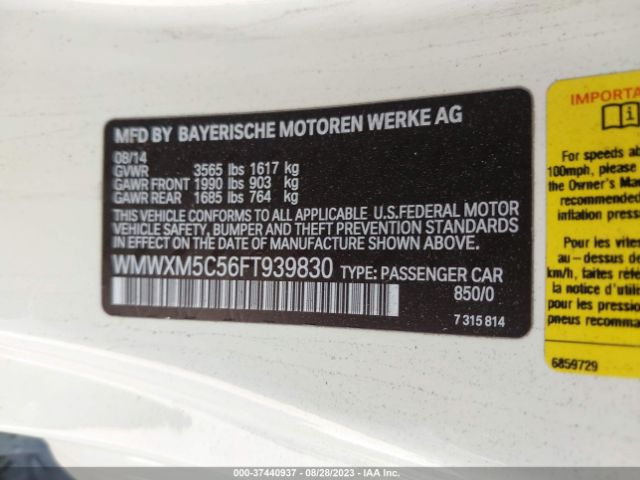 MFD BY BAYERISCHE MOTOREN WERKE AG
08/14
GVWR 3565 lbs 1617 kg
GAWR FRONT 1990 lbs 903 kg
GAWR REAR 1685 lbs 764 kg
THIS VEHICLE CONFORMS TO ALL APPLICABLE U.S.FEDERAL MOTOR
VEHICLE SAFETY, BUMPER AND THEFT PREVENTION STANDARDS
IN EFFECT ON THE DATE OF MANUFACTURE SHOWN ABOVE.
WMWXM5C56FT939830 TYPE: PASSENGER CAR
850/0
7 315 814
IMPORTA
For speeds ab
100mph, please
the Owner's Man
recommended
inflation pressur
Pour les vites
au – dessus de
km/h, faites réfé
la notice d'utili
pour les pressi
pneus recomma
6859729
000-37440937 - 08/28/2023 - IAA Inc.